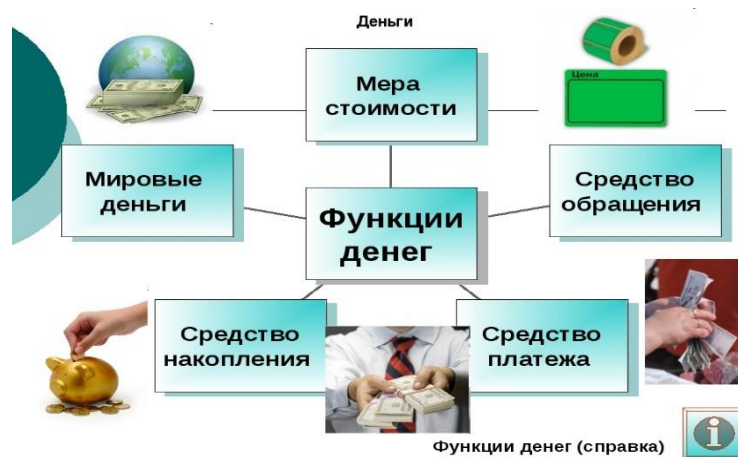 Деньги
Мера
стоимости
Цена
Мировые
деньги
Средство
обращения
Функции
денег
Средство
накопления
Средство
платежа
Функции денег (справка)